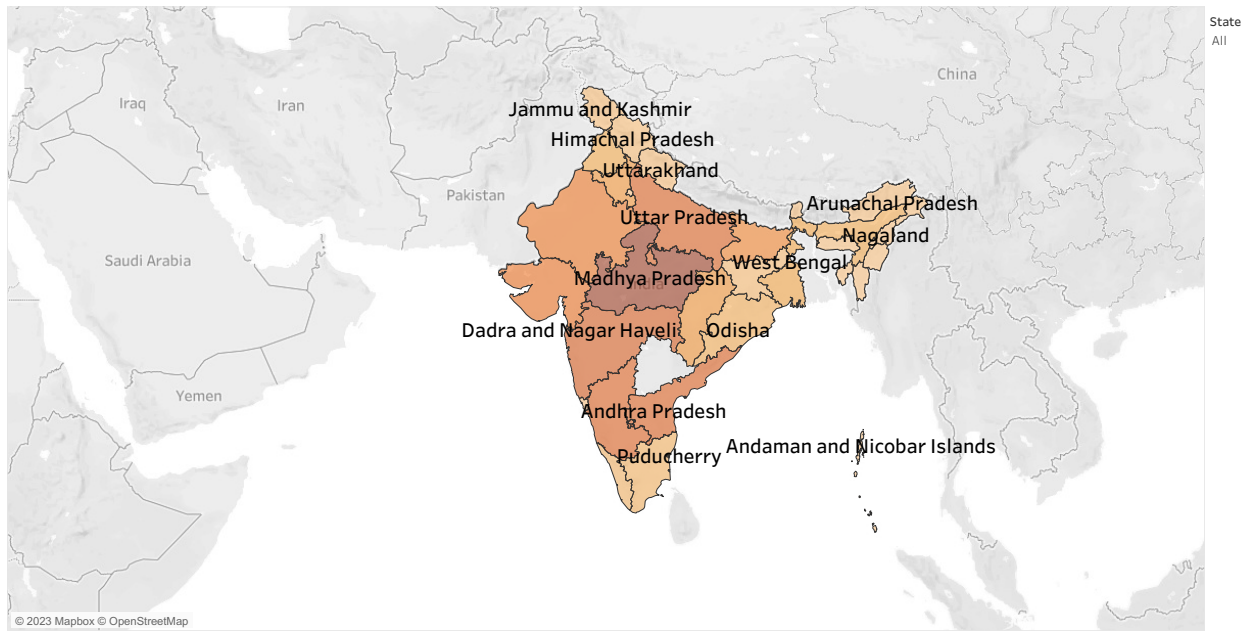 State
All
China
Iraq
Iran
Jammu and Kashmir
Himachal Pradesh
Uttarakhand
Pakistan
Arunachal Pradesh
Uttar Pradesh
Nagaland
Saudi Arabia
West Bengal
Madhya Pradesh
India
Dadra and Nagar Haveli
Odisha
Yemen
Andhra Pradesh
Andaman and Nicobar Islands
Puducherry
© 2023 Mapbox © OpenStreetMap